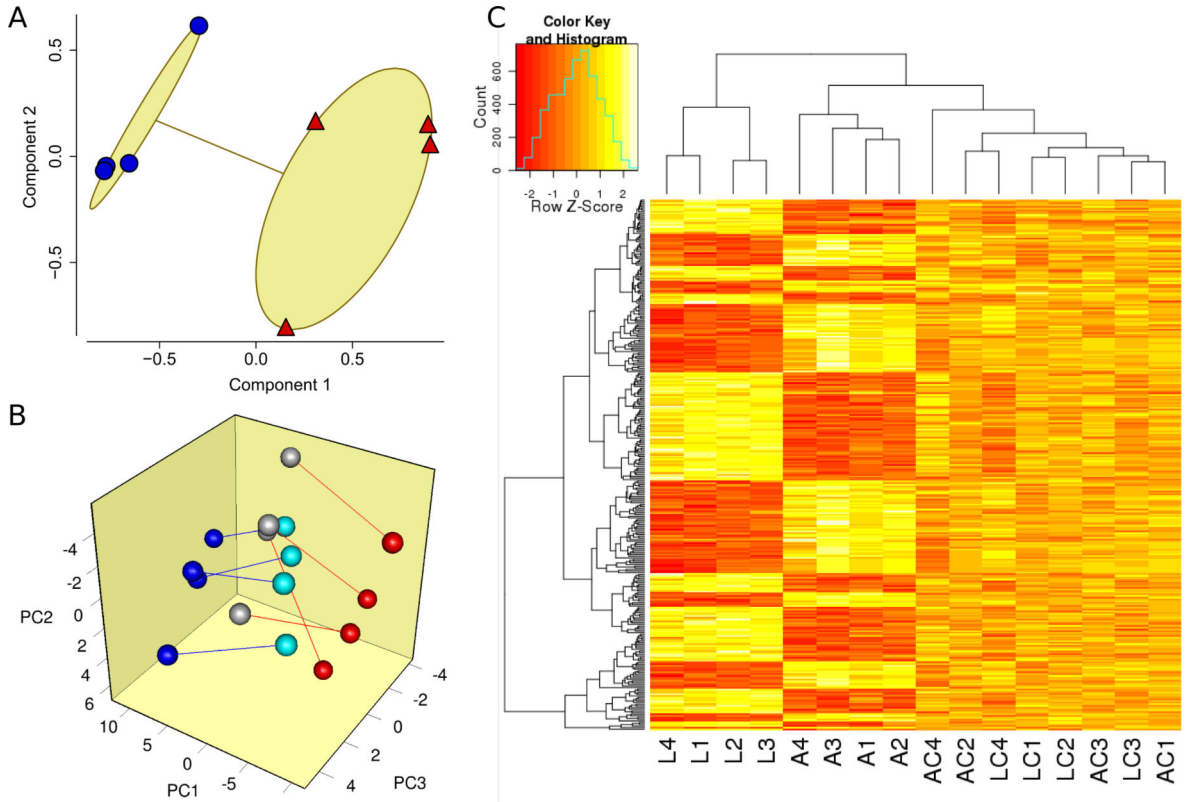 A
0.5
0.0
−0.5
Component 2
−0.5
0.0
0.5
Component 1
B
-4
-2
0
2
4
6
PC2
10
5
0
-5
PC1
4
2
0
-2
-4
PC3
C
Color Key
and Histogram
0 200 400 600
Count
-2 -1 0 1 2
Row Z-Score
L4 L1 L2 L3 A4 A3 A1 A2 AC4 AC2 LC4 LC1 LC2 AC3 LC3 AC1